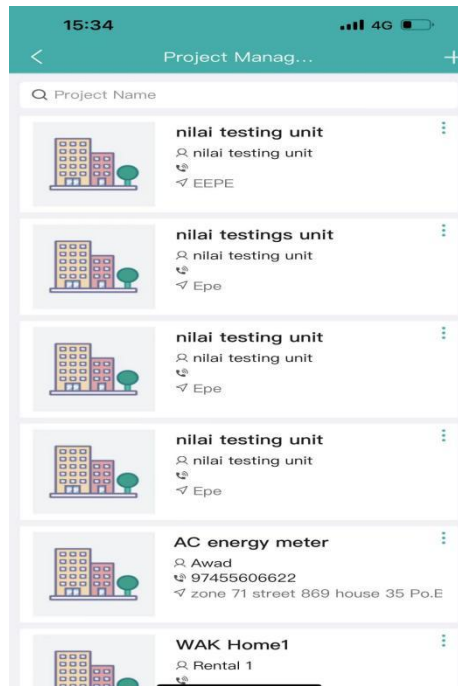 15:34
4G
Project Manag...
Project Name
nilai testing unit
nilai testing unit
EEPE
nilai testings unit
nilai testing unit
Epe
nilai testing unit
nilai testing unit
Epe
nilai testing unit
nilai testing unit
Epe
AC energy meter
Awad
97455606622
zone 71 street 869 house 35 Po.E
WAK Home1
Rental 1